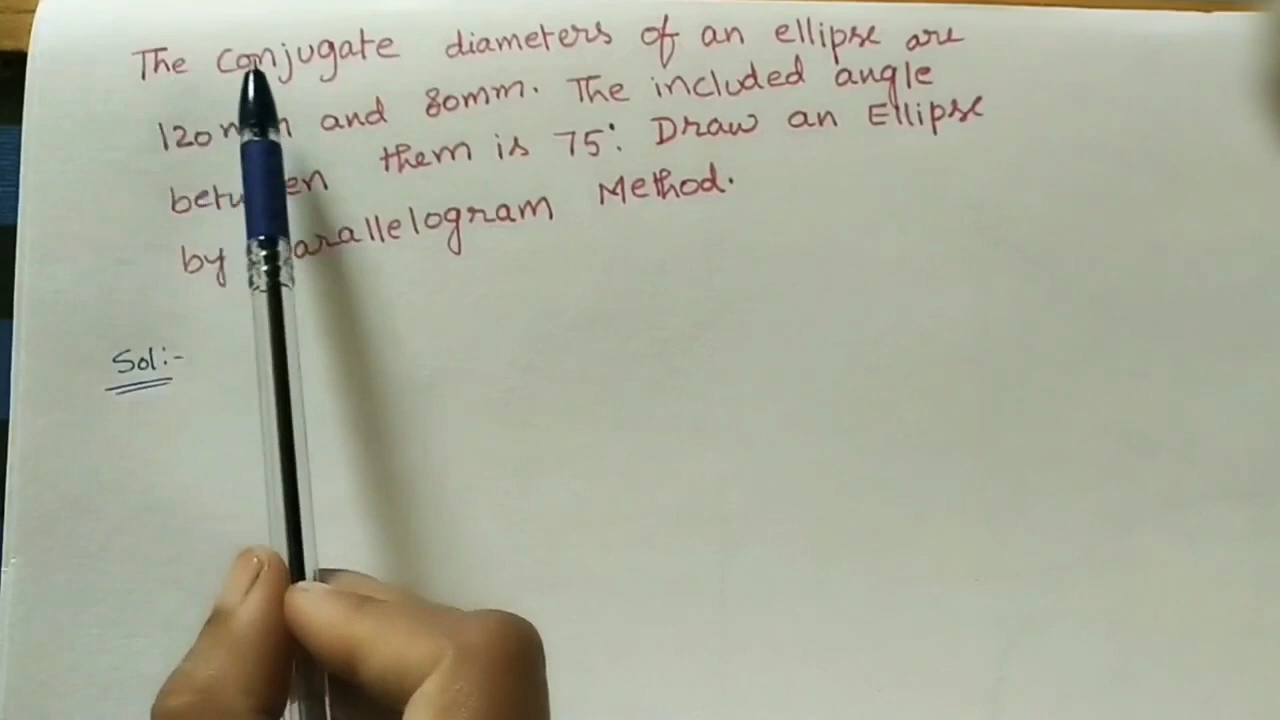 The conjugate diameters of an ellipse are
and 80mm. The included angle
them is 75°. Draw an Ellipse
by Method.
Sol:-